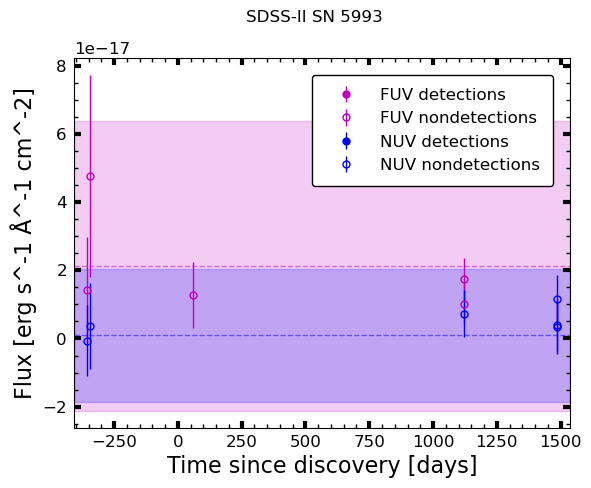 SDSS-II SN 5993
1e−17
8
6
4
2
0
−2
Flux [erg s^-1 Å^-1 cm^-2]
FUV detections
FUV nondetections
NUV detections
NUV nondetections
−250 0 250 500 750 1000 1250 1500
Time since discovery [days]